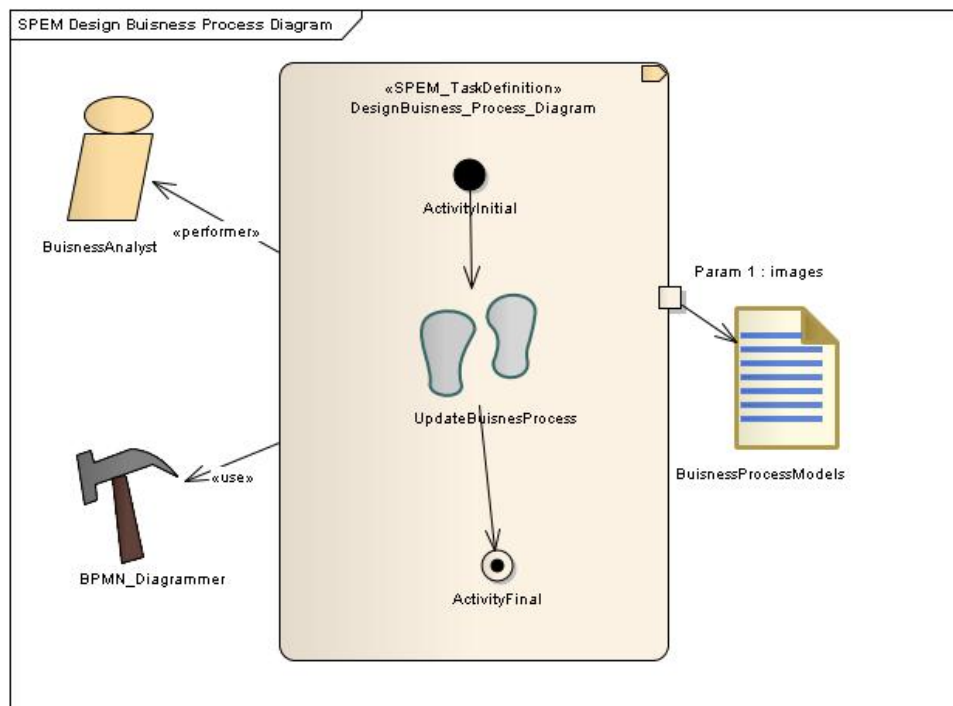 SPEM Design Buisness Process Diagram
«SPEM_TaskDefinition»
DesignBuisness_Process_Diagram
ActivityInitial
«performer»
BuisnessAnalyst
Param 1 : images
UpdateBuisnesProcess
BuisnessProcessModels
«use»
BPMN_Diagrammer
ActivityFinal